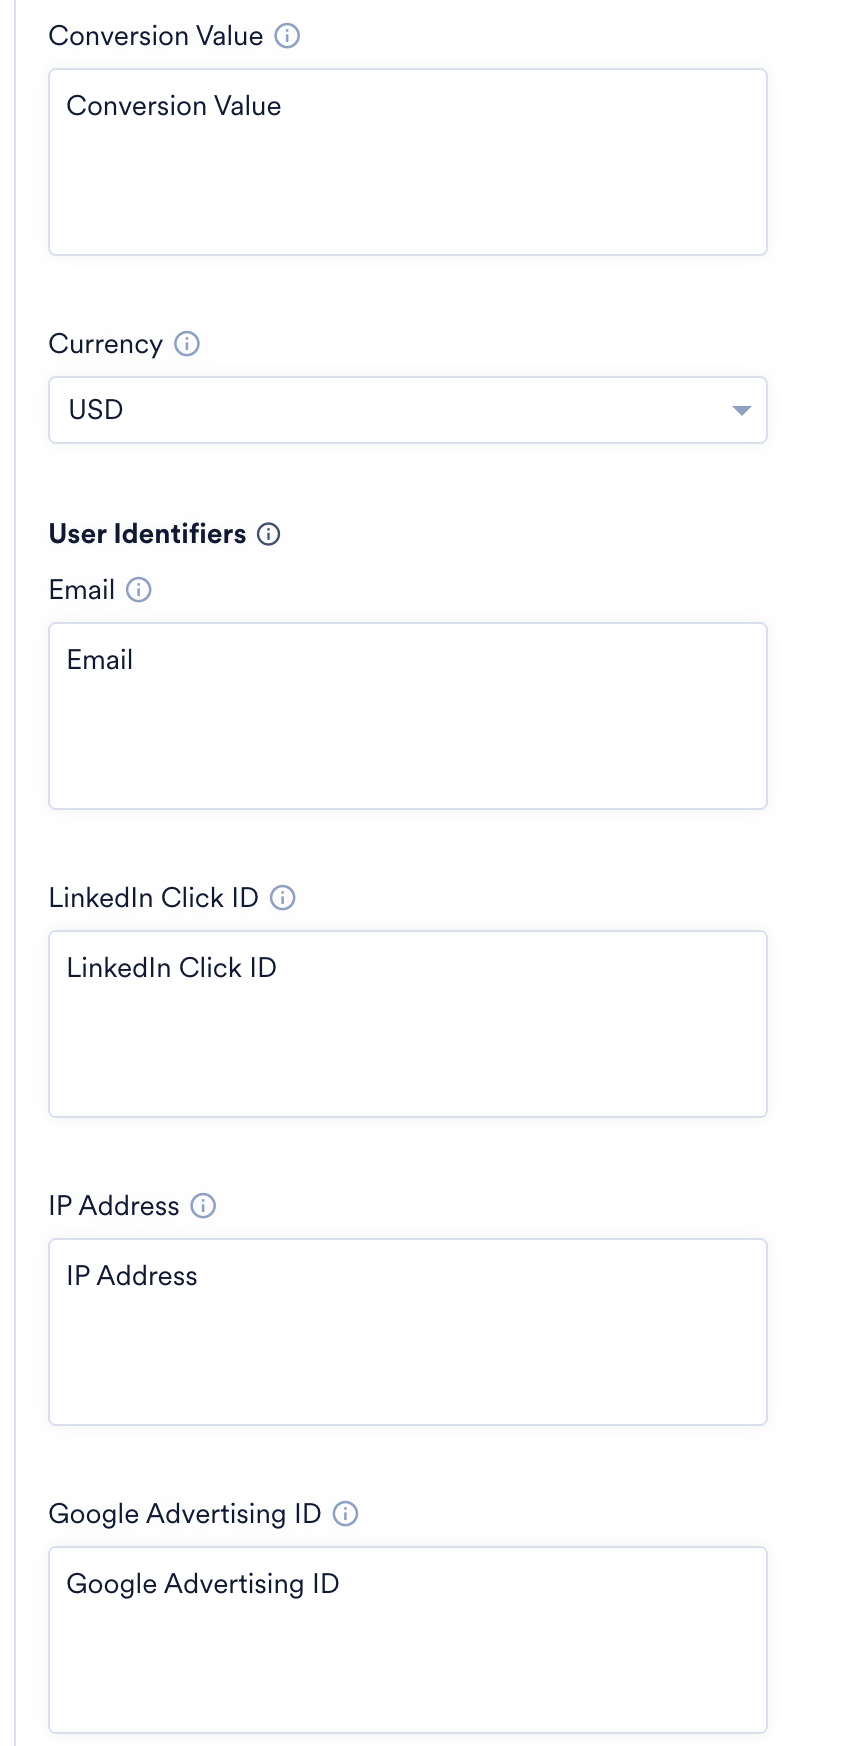 Conversion Value
Conversion Value
Currency
USD
User Identifiers
Email
Email
LinkedIn Click ID
LinkedIn Click ID
IP Address
IP Address
Google Advertising ID
Google Advertising ID